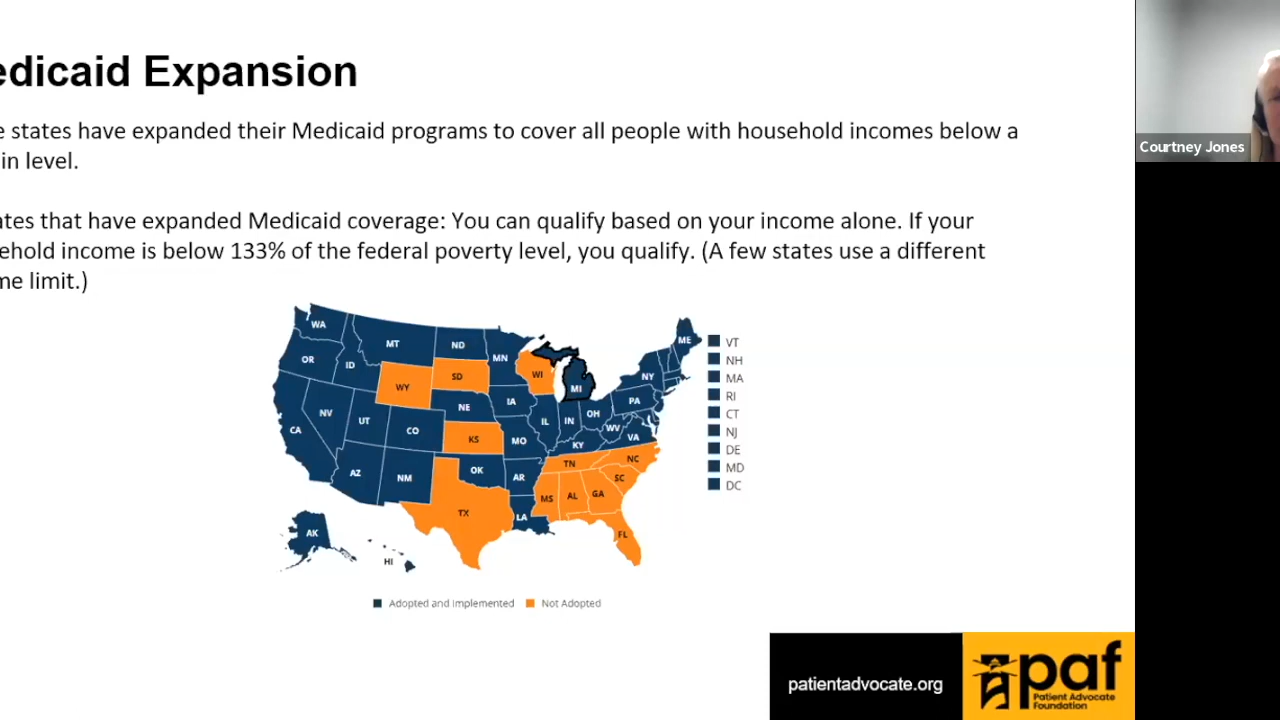 edicaid Expansion
e states have expanded their Medicaid programs to cover all people with household incomes below a
in level.
ates that have expanded Medicaid coverage: You can qualify based on your income alone. If your
ehold income is below 133% of the federal poverty level, you qualify. (A few states use a different
me limit.)
Courtney Jones
WA
MT
ND
MN
ME
OR
ID
WY
SD
WI
MI
NY
NE
IA
PA
NV
UT
CO
IL
IN
OH
WV
VA
CA
KS
MO
KY
AZ
NM
OK
AR
TN
NC
SC
MS
AL
GA
TX
LA
FL
AK
HI
VT
NH
MA
RI
CT
NJ
DE
MD
DC
Adopted and Implemented
Not Adopted
patientadvocate.org
paf
Patient Advocate
Foundation